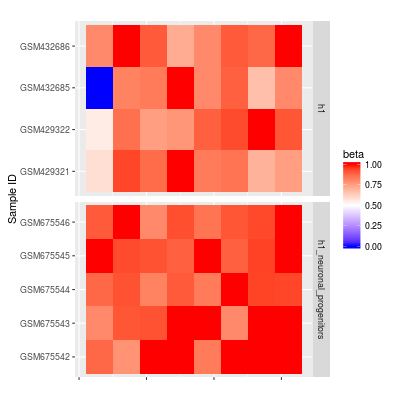 GSM432686
GSM432685
GSM429322
GSM429321
h1
GSM675546
GSM675545
GSM675544
GSM675543
GSM675542
h1_neuronal_progenitors
Sample ID
beta
1.00
0.75
0.50
0.25
0.00